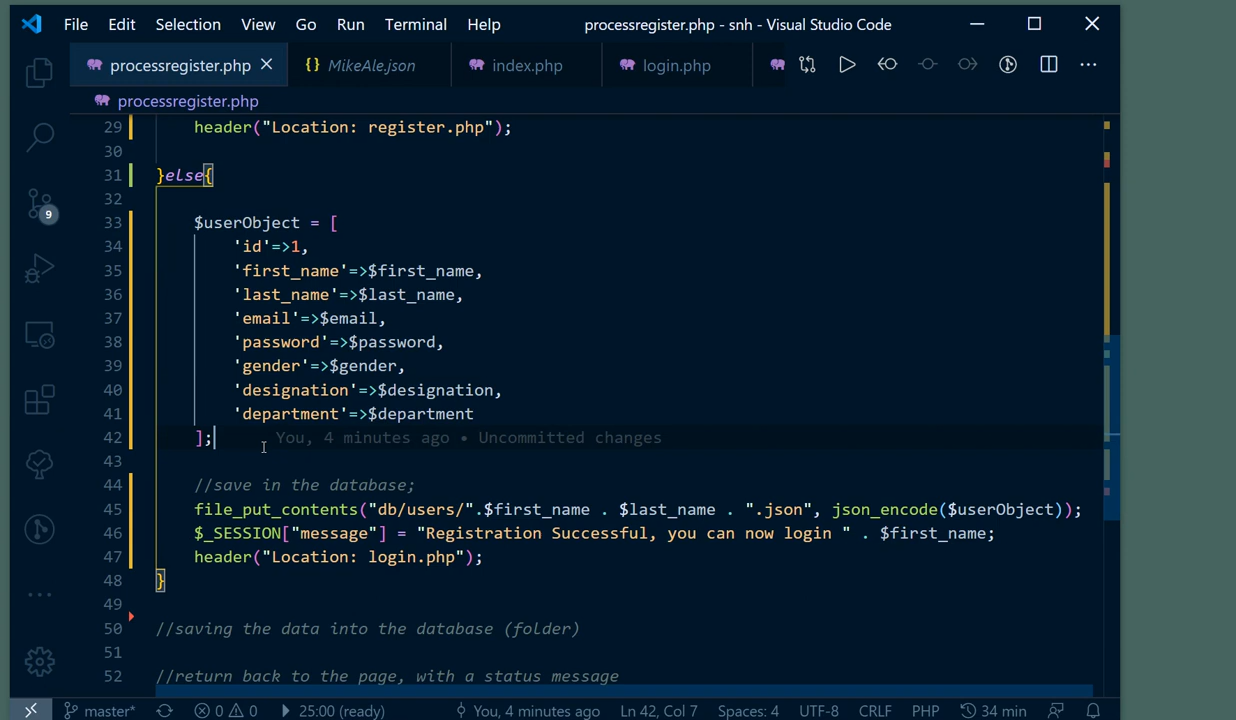 File Edit Selection View Go Run Terminal Help processregister.php - snh - Visual Studio Code
processregister.php {} MikeAle.json index.php login.php
processregister.php
29 header("Location: register.php");
30
31 }else{
32
33 $userObject = [
34 'id'=>1,
35 'first_name'=>$first_name,
36 'last_name'=>$last_name,
37 'email'=>$email,
38 'password'=>$password,
39 'gender'=>$gender,
40 'designation'=>$designation,
41 'department'=>$department
42 ]; You, 4 minutes ago • Uncommitted changes
43
44 //save in the database;
45 file_put_contents("db/users/".$first_name . $last_name . ".json", json_encode($userObject));
46 $_SESSION["message"] = "Registration Successful, you can now login " . $first_name;
47 header("Location: login.php");
48 }
49
50 //saving the data into the database (folder)
51
52 //return back to the page, with a status message
9
master* 0 0 25:00 (ready) You, 4 minutes ago Ln 42, Col 7 Spaces: 4 UTF-8 CRLF PHP 34 min